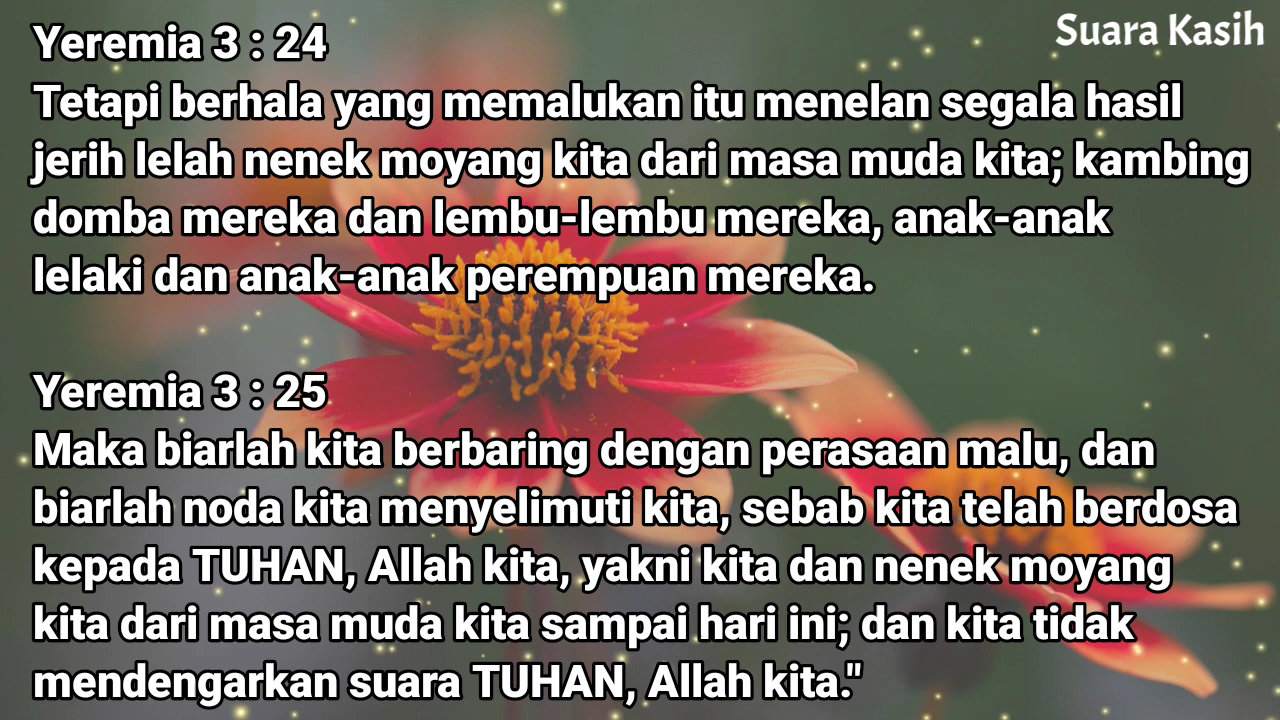 Suara Kasih
Yeremia 3 : 24
Tetapi berhala yang memalukan itu menelan segala hasil
jerih lelah nenek moyang kita dari masa muda kita; kambing
domba mereka dan lembu-lembu mereka, anak-anak
lelaki dan anak-anak perempuan mereka.
Yeremia 3 : 25
Maka biarlah kita berbaring dengan perasaan malu, dan
biarlah noda kita menyelimuti kita, sebab kita telah berdosa
kepada TUHAN, Allah kita, yakni kita dan nenek moyang
kita dari masa muda kita sampai hari ini; dan kita tidak
mendengarkan suara TUHAN, Allah kita."